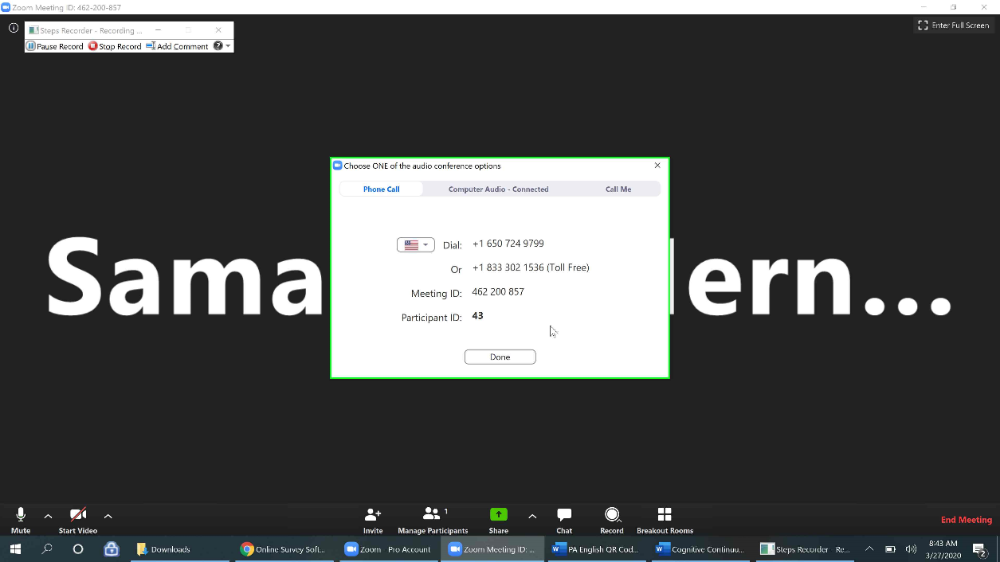 Zoom Meeting ID: 462-200-857
Steps Recorder - Recording ...
Pause Record Stop Record Add Comment
Enter Full Screen
Choose ONE of the audio conference options
Phone Call Computer Audio - Connected Call Me
Dial: +1 650 724 9799
Or +1 833 302 1536 (Toll Free)
Meeting ID: 462 200 857
Participant ID: 43
Done
Sama ern...
Mute Start Video Invite Manage Participants 1 Share Chat Record Breakout Rooms End Meeting
Downloads Online Survey Soft... Zoom Pro Account Zoom Meeting ID: ... PA English QR Cod... Cognitive Continuu... Steps Recorder Re...
8:43 AM
3/27/2020
2